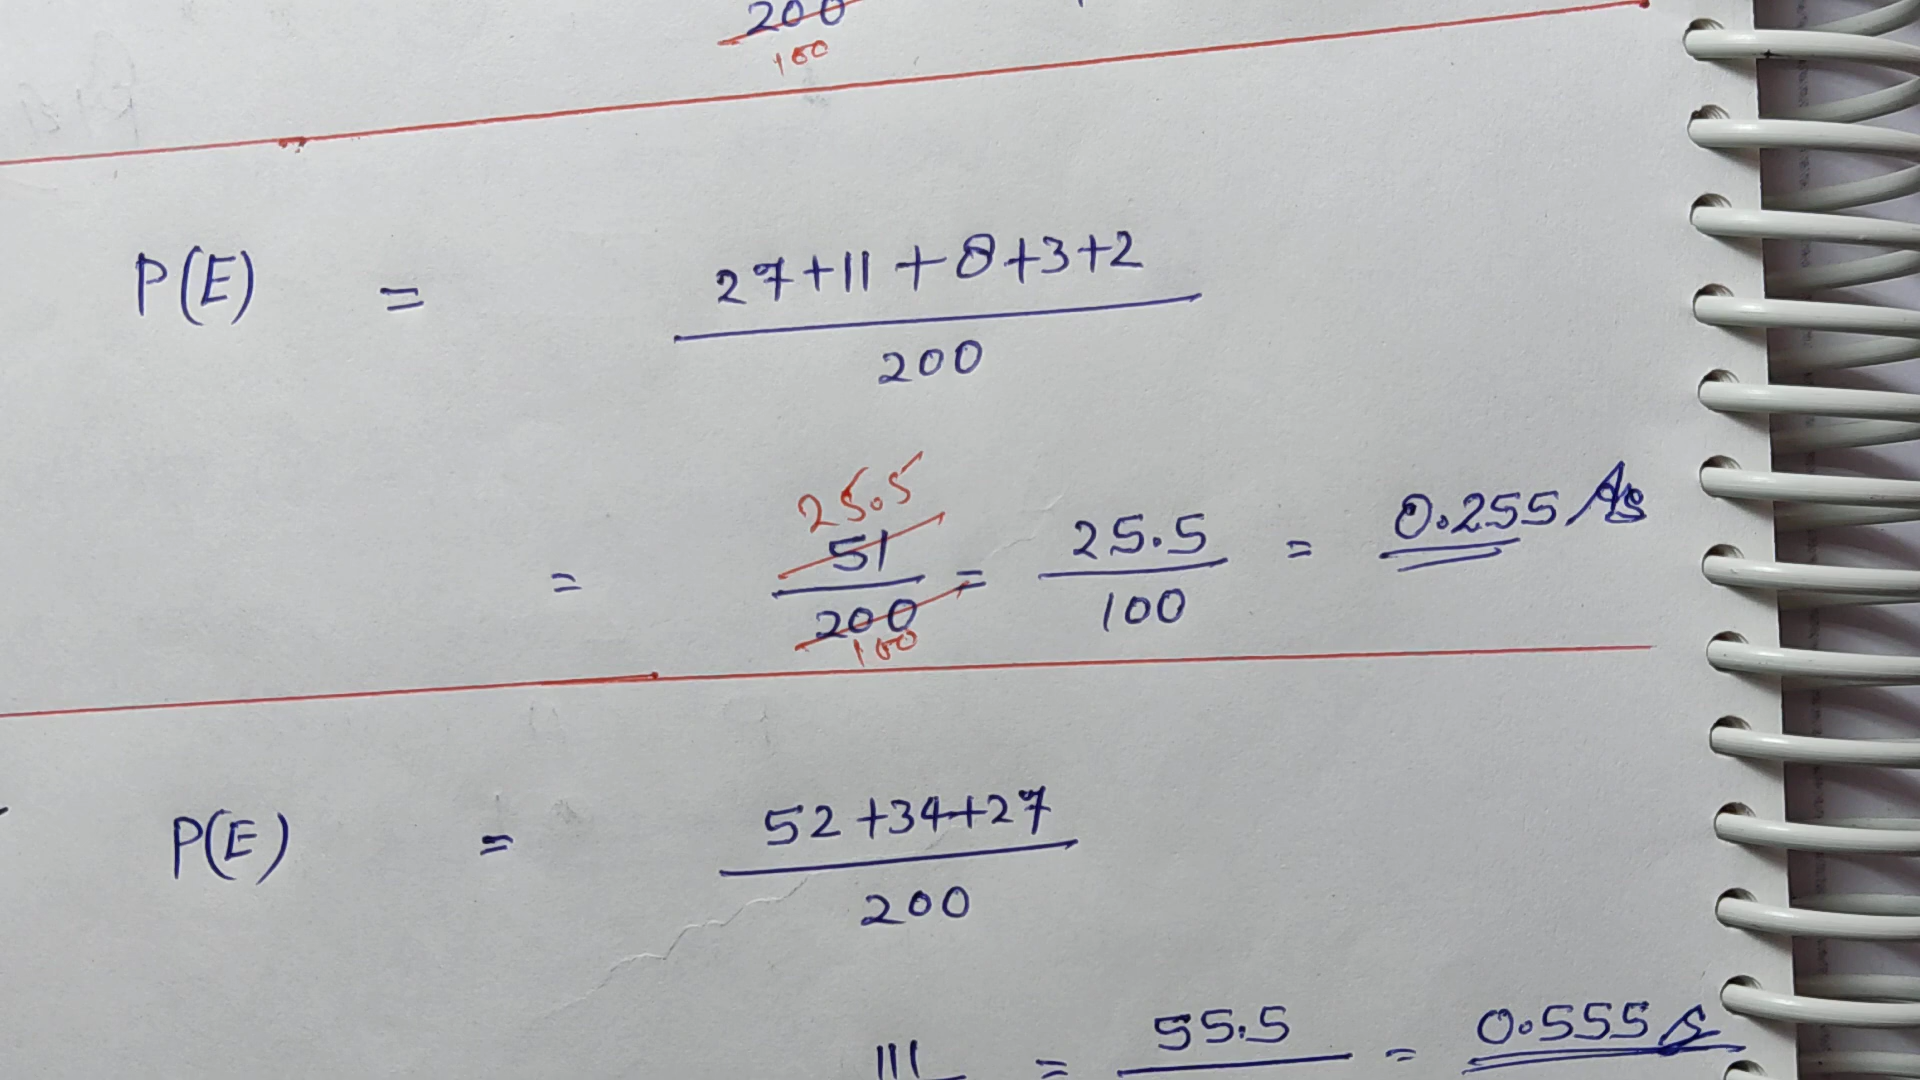 200
100
P(E) = 27+11+8+3+2
200
25.5
= 51/200 = 25.5/100 = 0.255 As
100
P(E) = 52+34+27
200
111 = 55.5 = 0.555